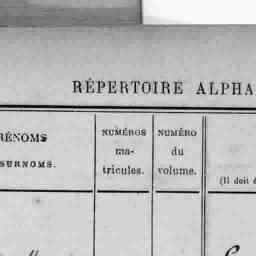 RÉPERTOIRE ALPHA
RÉNOMS
SURNOMS.
NUMÉROS
ma-
tricules.
NUMÉRO
du
volume.
(Il doit